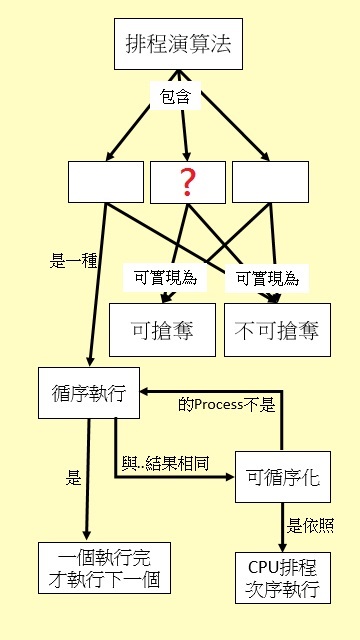 排程演算法
包含
?
是一種
可實現為
可實現為
可搶奪
不可搶奪
循序執行
的Process不是
與..結果相同
可循序化
是
是依照
一個執行完
才執行下一個
CPU排程
次序執行